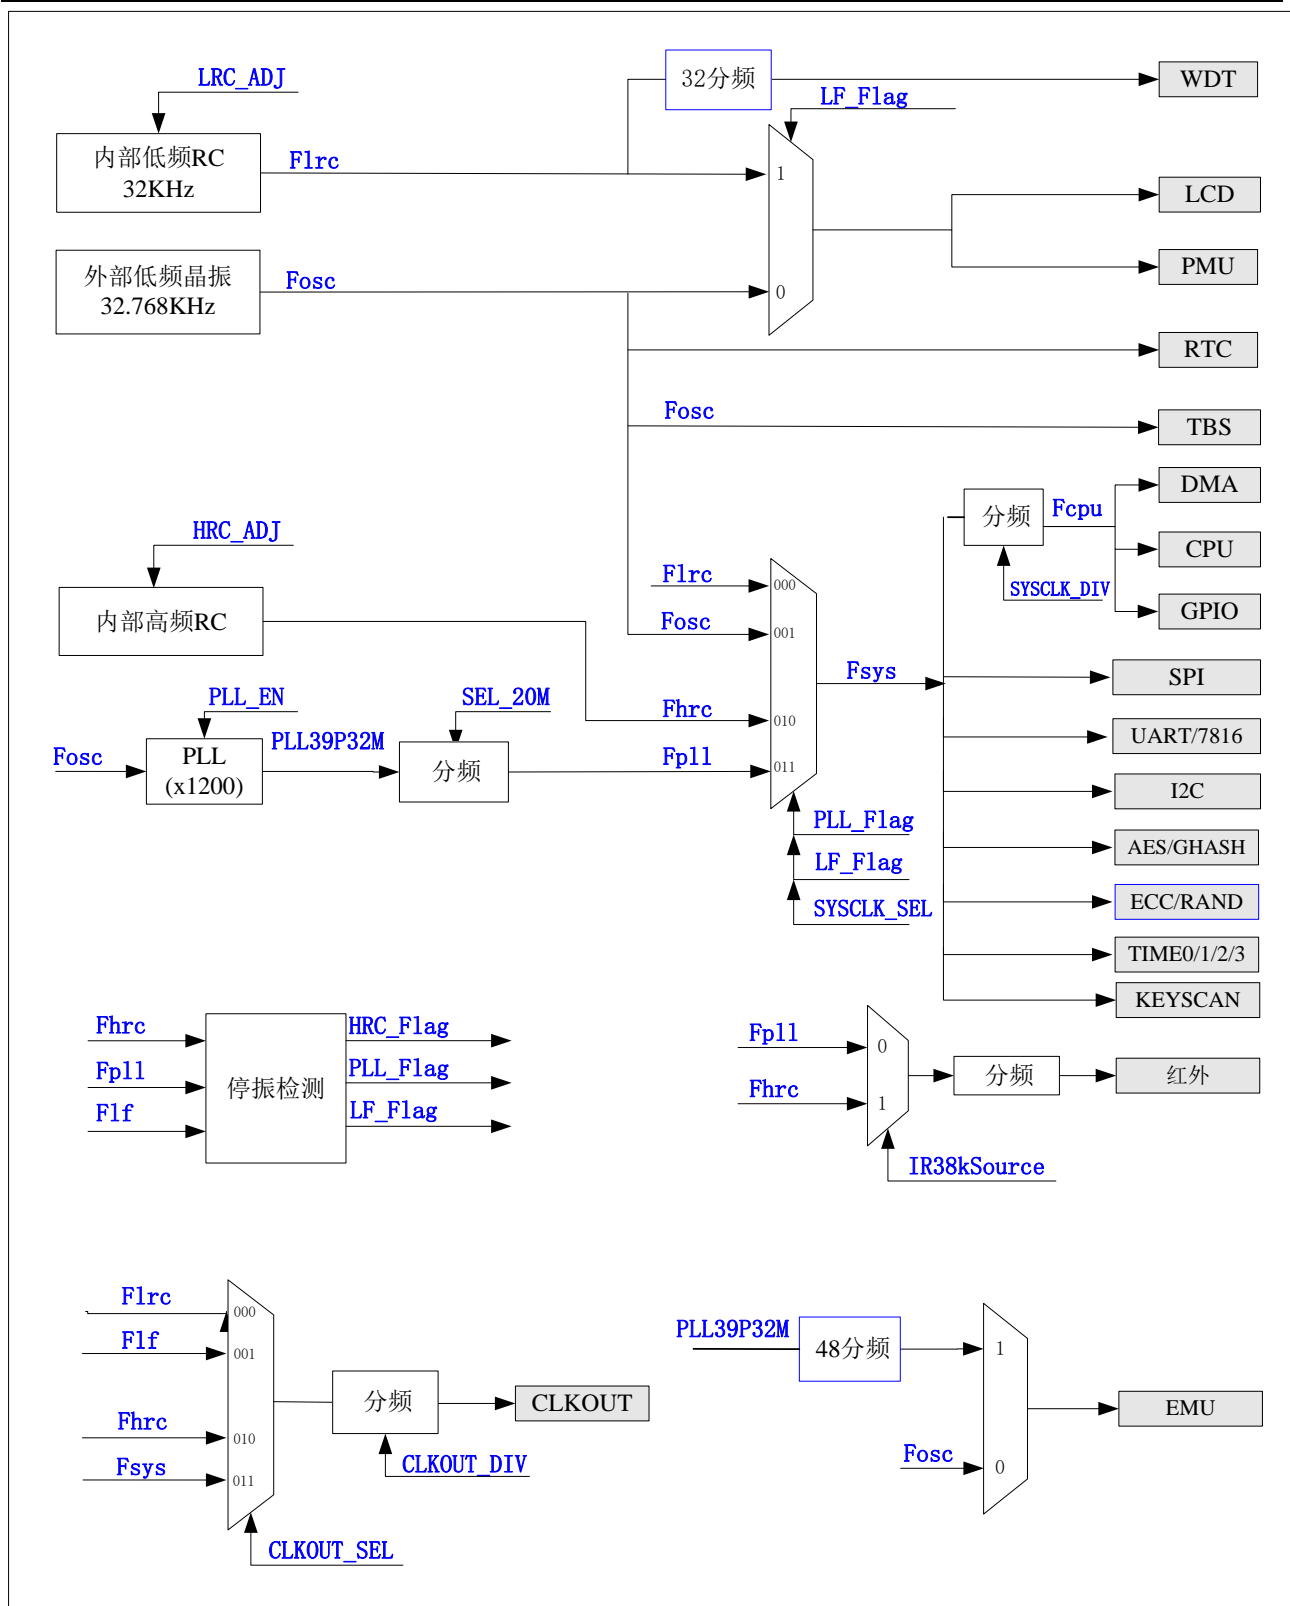 32分频
WDT
LRC_ADJ
LF_Flag
内部低频RC
32KHz
Flrc
1
LCD
外部低频晶振
32.768KHz
Fosc
0
PMU
RTC
Fosc
TBS
DMA
分频
Fcpu
CPU
SYSCLK_DIV
GPIO
HRC_ADJ
内部高频RC
Flrc
000
Fosc
001
Fhrc
010
Fpll
011
Fsys
SPI
UART/7816
I2C
AES/GHASH
ECC/RAND
TIME0/1/2/3
KEYSCAN
PLL_EN
SEL_20M
Fosc
PLL
(x1200)
PLL39P32M
分频
PLL_Flag
LF_Flag
SYSCLK_SEL
Fhrc
Fpll
Flf
停振检测
HRC_Flag
PLL_Flag
LF_Flag
Fpll
0
Fhrc
1
分频
红外
IR38kSource
Flrc
000
Flf
001
Fhrc
010
Fsys
011
分频
CLKOUT
CLKOUT_DIV
CLKOUT_SEL
PLL39P32M
48分频
1
EMU
Fosc
0